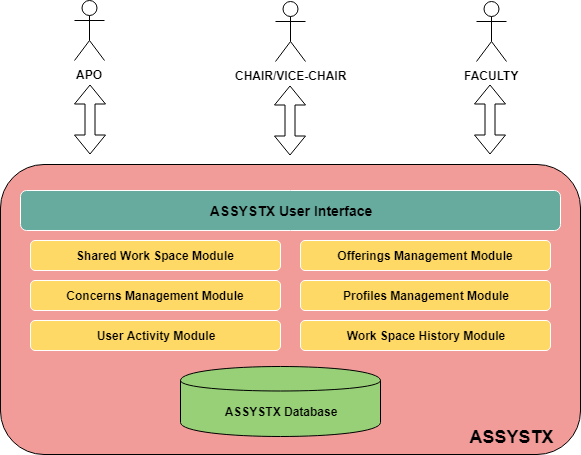 APO
CHAIR/VICE-CHAIR
FACULTY
ASSYSTX User Interface
Shared Work Space Module
Offerings Management Module
Concerns Management Module
Profiles Management Module
User Activity Module
Work Space History Module
ASSYSTX Database
ASSYSTX